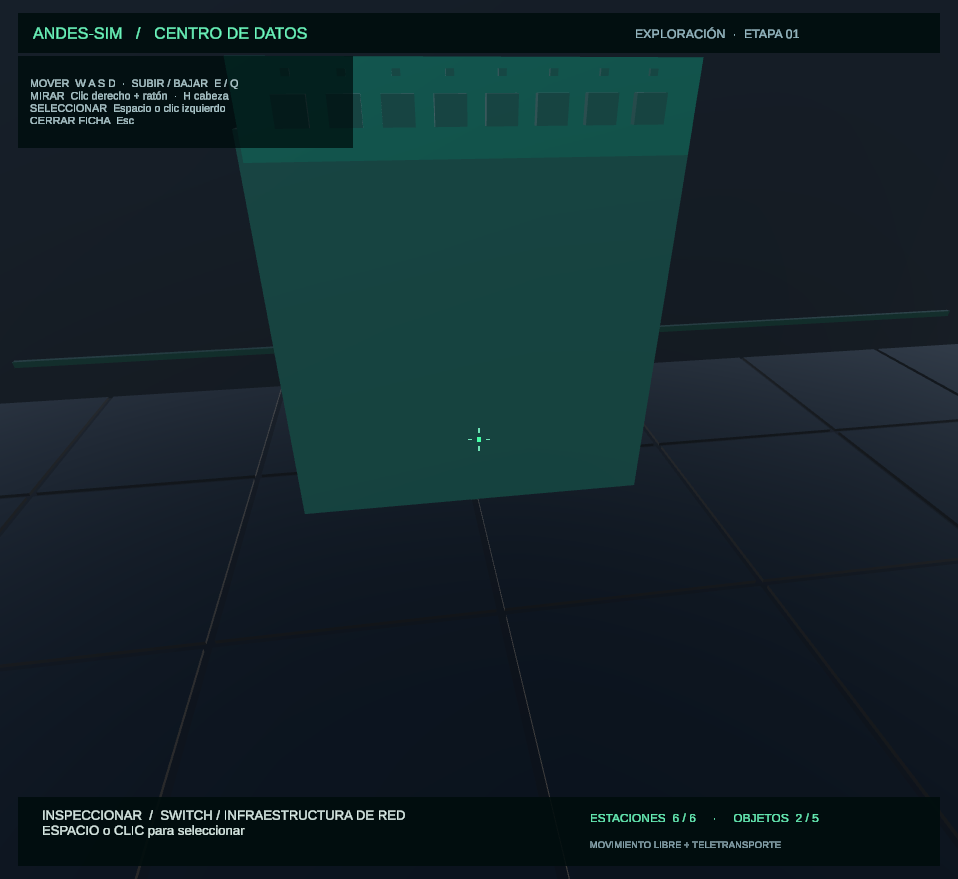 ANDES-SIM / CENTRO DE DATOS
EXPLORACIÓN · ETAPA 01
MOVER W A S D · SUBIR / BAJAR E / Q
MIRAR Clic derecho + ratón · H cabeza
SELECCIONAR Espacio o clic izquierdo
CERRAR FICHA Esc
INSPECCIONAR / SWITCH / INFRAESTRUCTURA DE RED
ESPACIO o CLIC para seleccionar
ESTACIONES 6 / 6 · OBJETOS 2 / 5
MOVIMIENTO LIBRE + TELETRANSPORTE